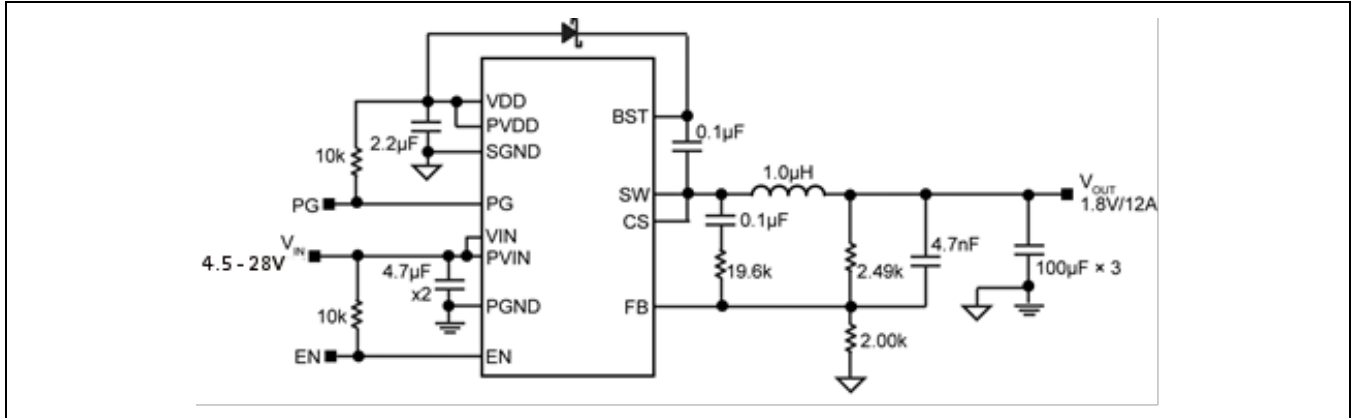 VDD
BST
PVDD
0.1µF
2.2µF
SGND
10k
1.0µH
V_OUT
1.8V/12A
SW
PG
PG
CS
0.1µF
4.7nF
VIN
V_IN
4.5 - 28V
PVIN
4.7µF
x2
19.6k
2.49k
100µF × 3
PGND
FB
10k
2.00k
EN
EN